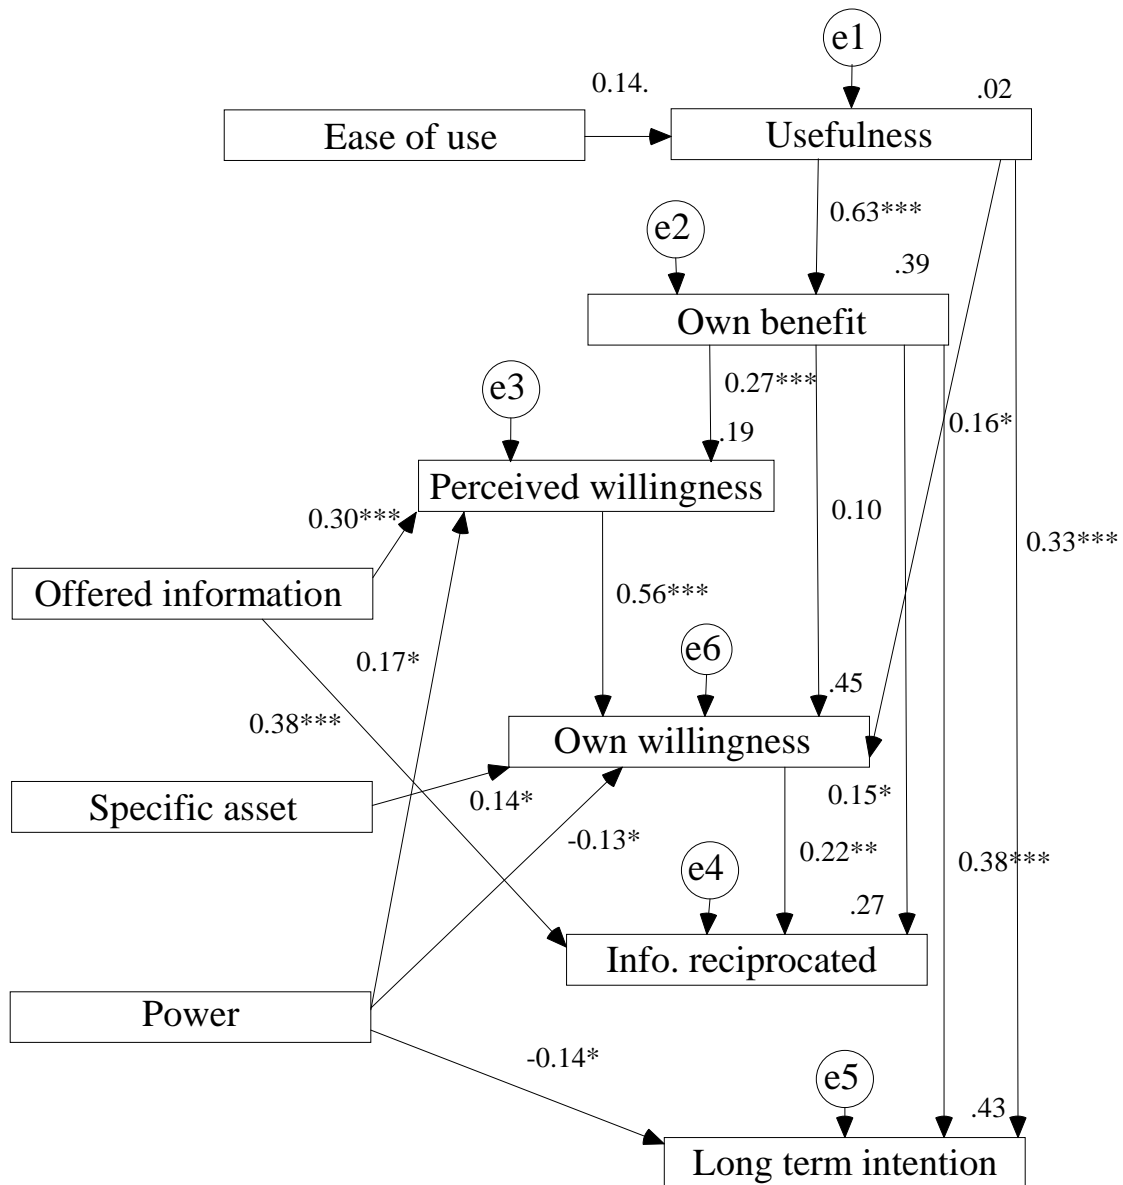 e1
0.14.
.02
Ease of use
Usefulness
0.63***
e2
.39
Own benefit
e3
0.27***
0.16*
.19
Perceived willingness
0.30***
0.10
0.33***
Offered information
0.56***
e6
0.17*
.45
0.38***
Own willingness
Specific asset
0.14*
0.15*
-0.13*
0.22**
0.38***
e4
.27
Info. reciprocated
Power
-0.14*
e5
.43
Long term intention